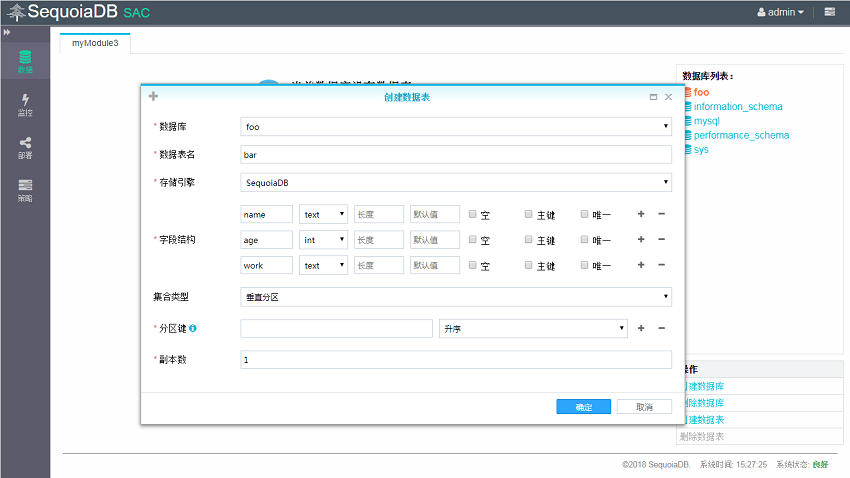 SequoiaDB SAC
admin
myModule3
数据
监控
部署
策略
数据库列表：
foo
information_schema
mysql
performance_schema
sys
创建数据表
* 数据库 foo
* 数据表名 bar
* 存储引擎 SequoiaDB
* 字段结构
name text 长度 默认值 空 主键 唯一
age int 长度 默认值 空 主键 唯一
work text 长度 默认值 空 主键 唯一
集合类型 垂直分区
* 分区键 升序
* 副本数 1
确定 取消
操作
创建数据库
删除数据库
创建数据表
删除数据表
©2018 SequoiaDB. 系统时间: 15:27:25 系统状态: 良好